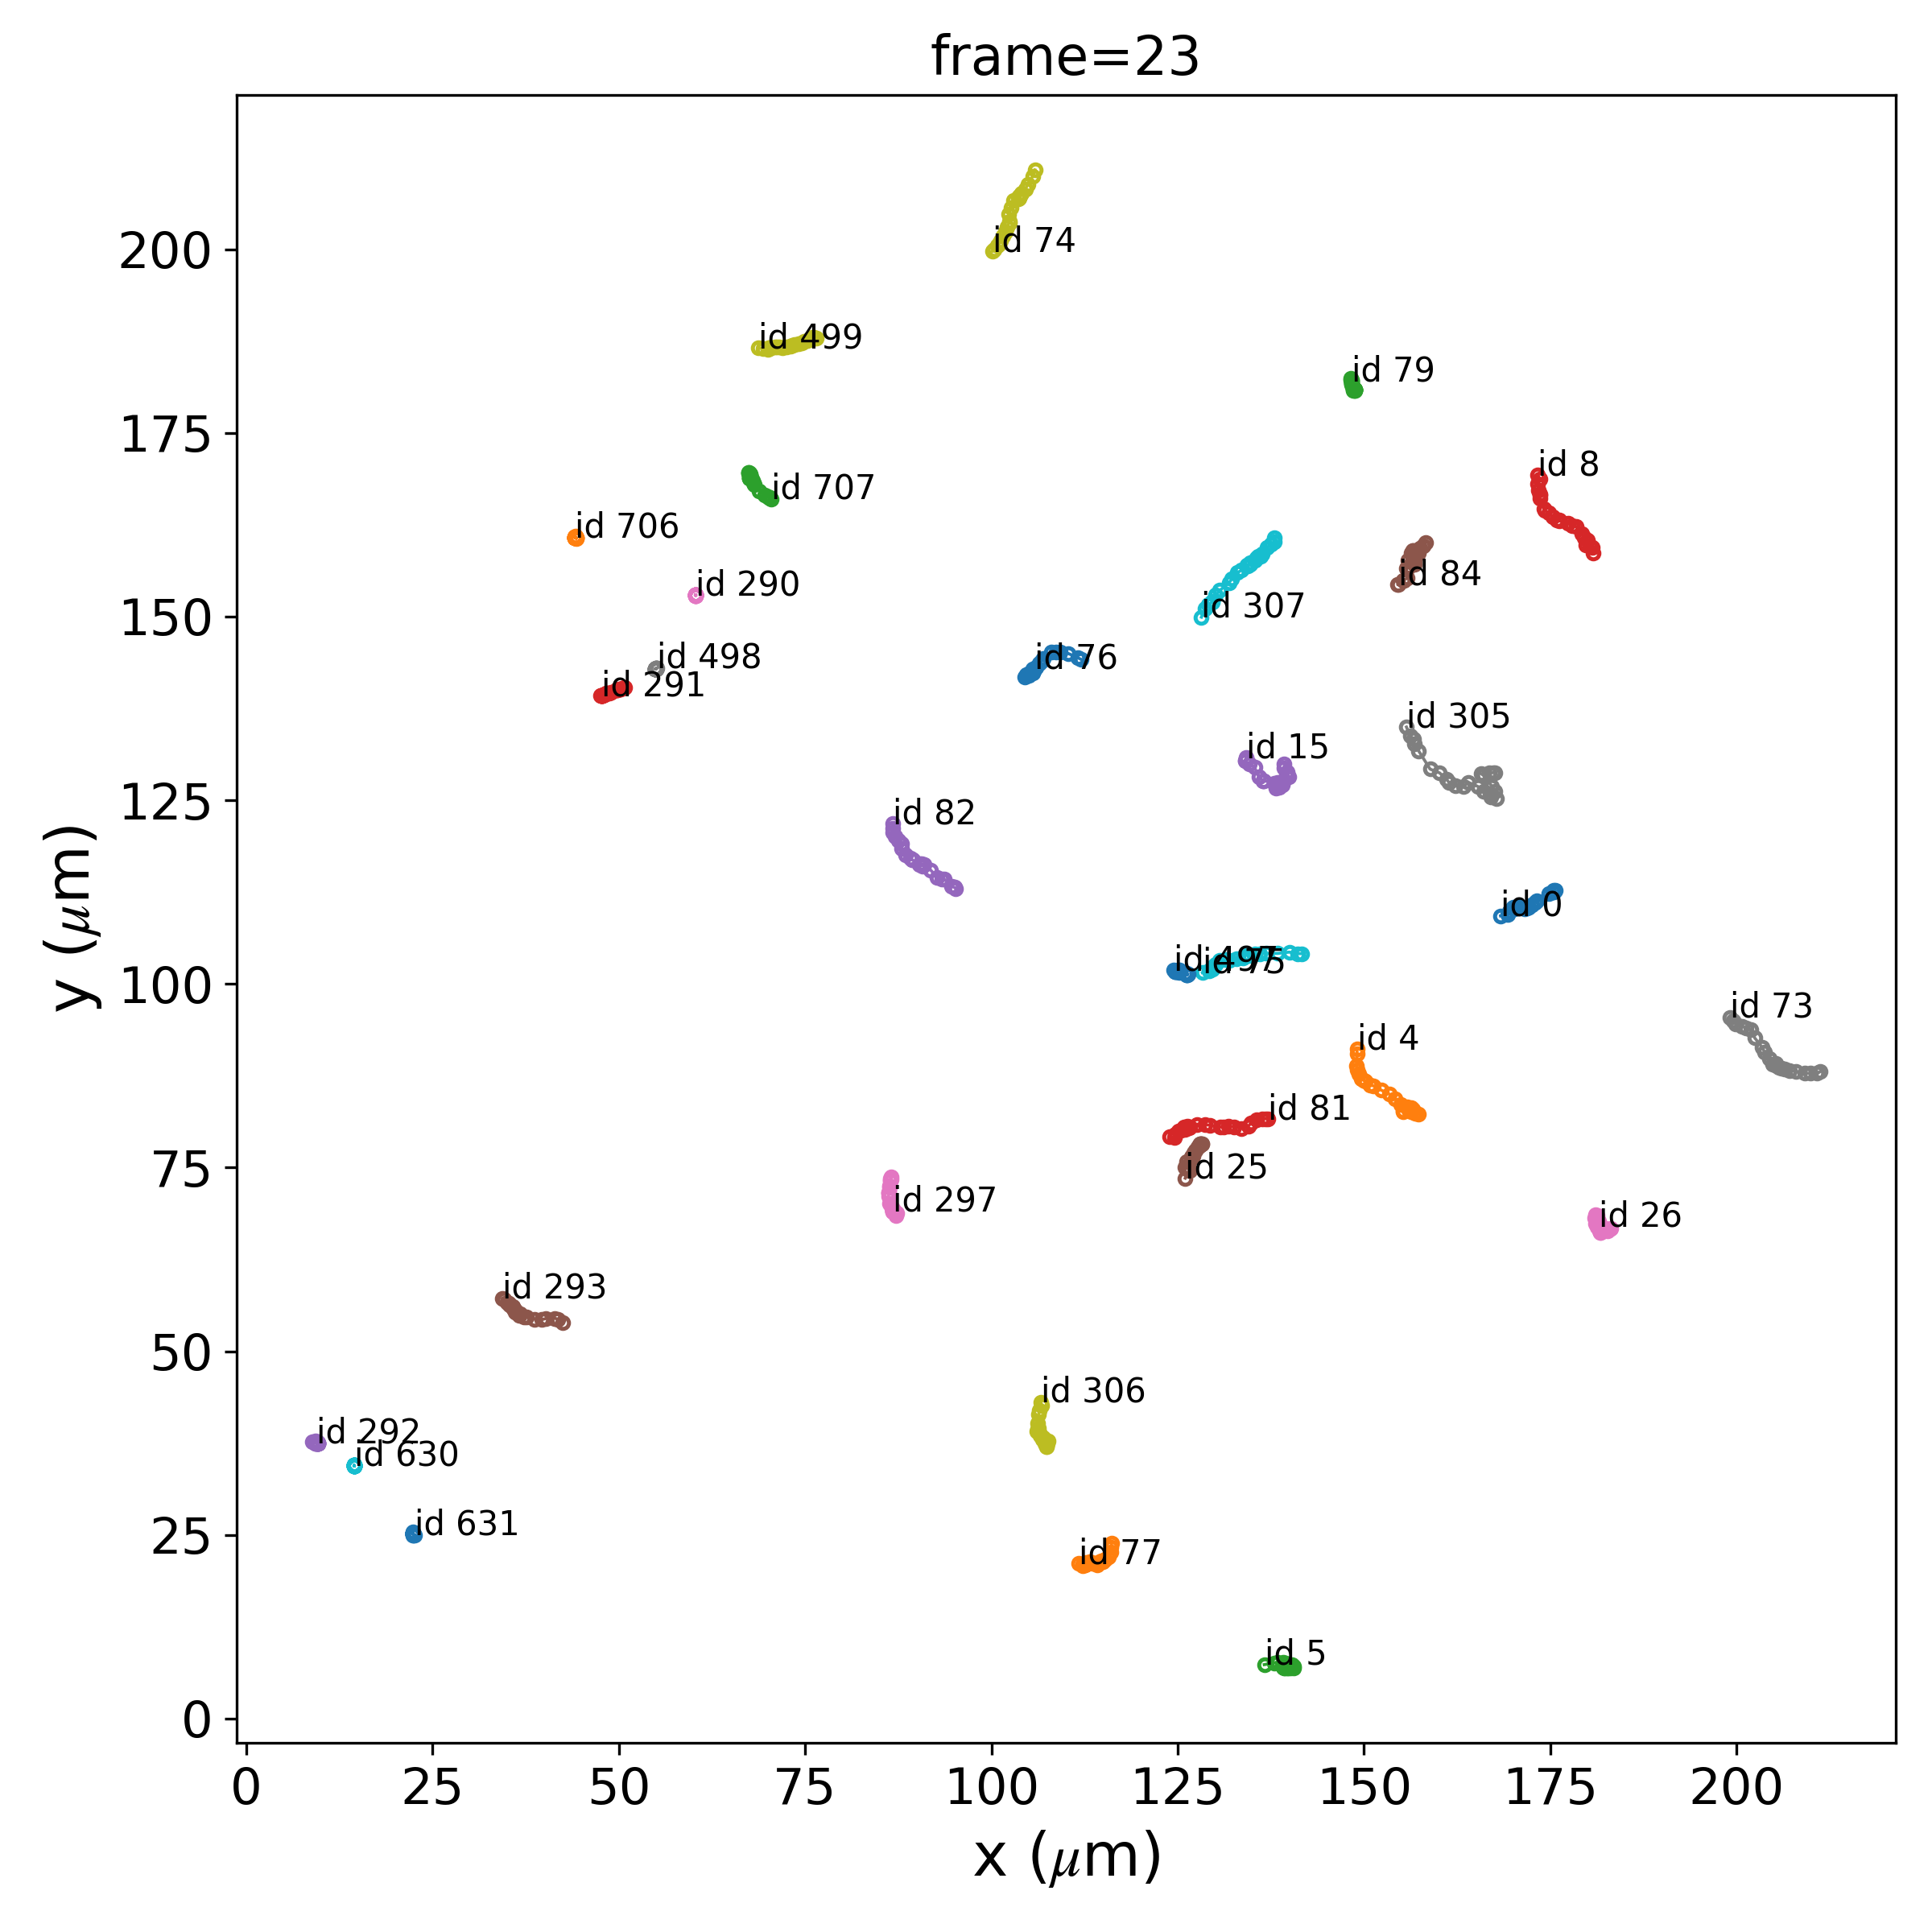 frame=23
id 74
id 499
id 79
id 8
id 707
id 706
id 84
id 290
id 307
id 498
id 76
id 291
id 305
id 15
id 82
id 0
id 497
id 75
id 73
id 4
id 81
id 25
id 297
id 26
id 293
id 306
id 292
id 630
id 631
id 77
id 5
200
175
150
125
100
75
50
25
0
y (μm)
0 25 50 75 100 125 150 175 200
x (μm)